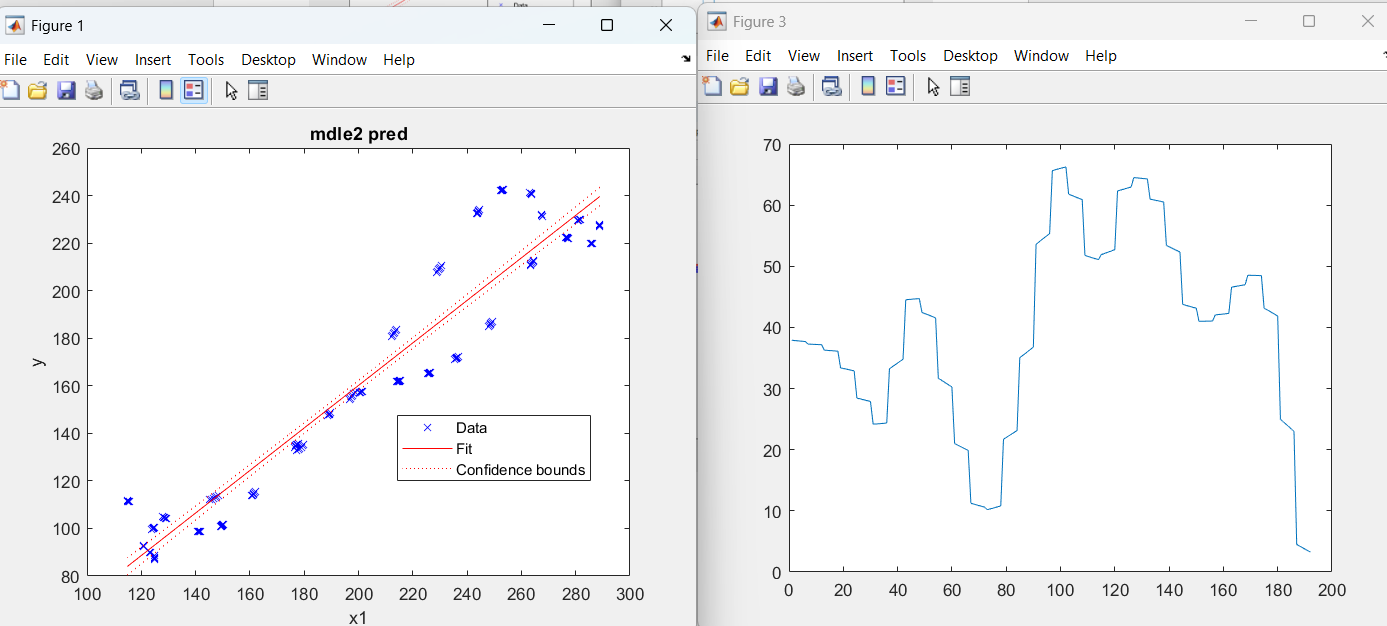 Data
Figure 1
File Edit View Insert Tools Desktop Window Help
mdle2 pred
260
240
220
200
180
160
140
120
100
80
y
Data
Fit
Confidence bounds
100 120 140 160 180 200 220 240 260 280 300
x1
Figure 3
File Edit View Insert Tools Desktop Window Help
70
60
50
40
30
20
10
0
0 20 40 60 80 100 120 140 160 180 200